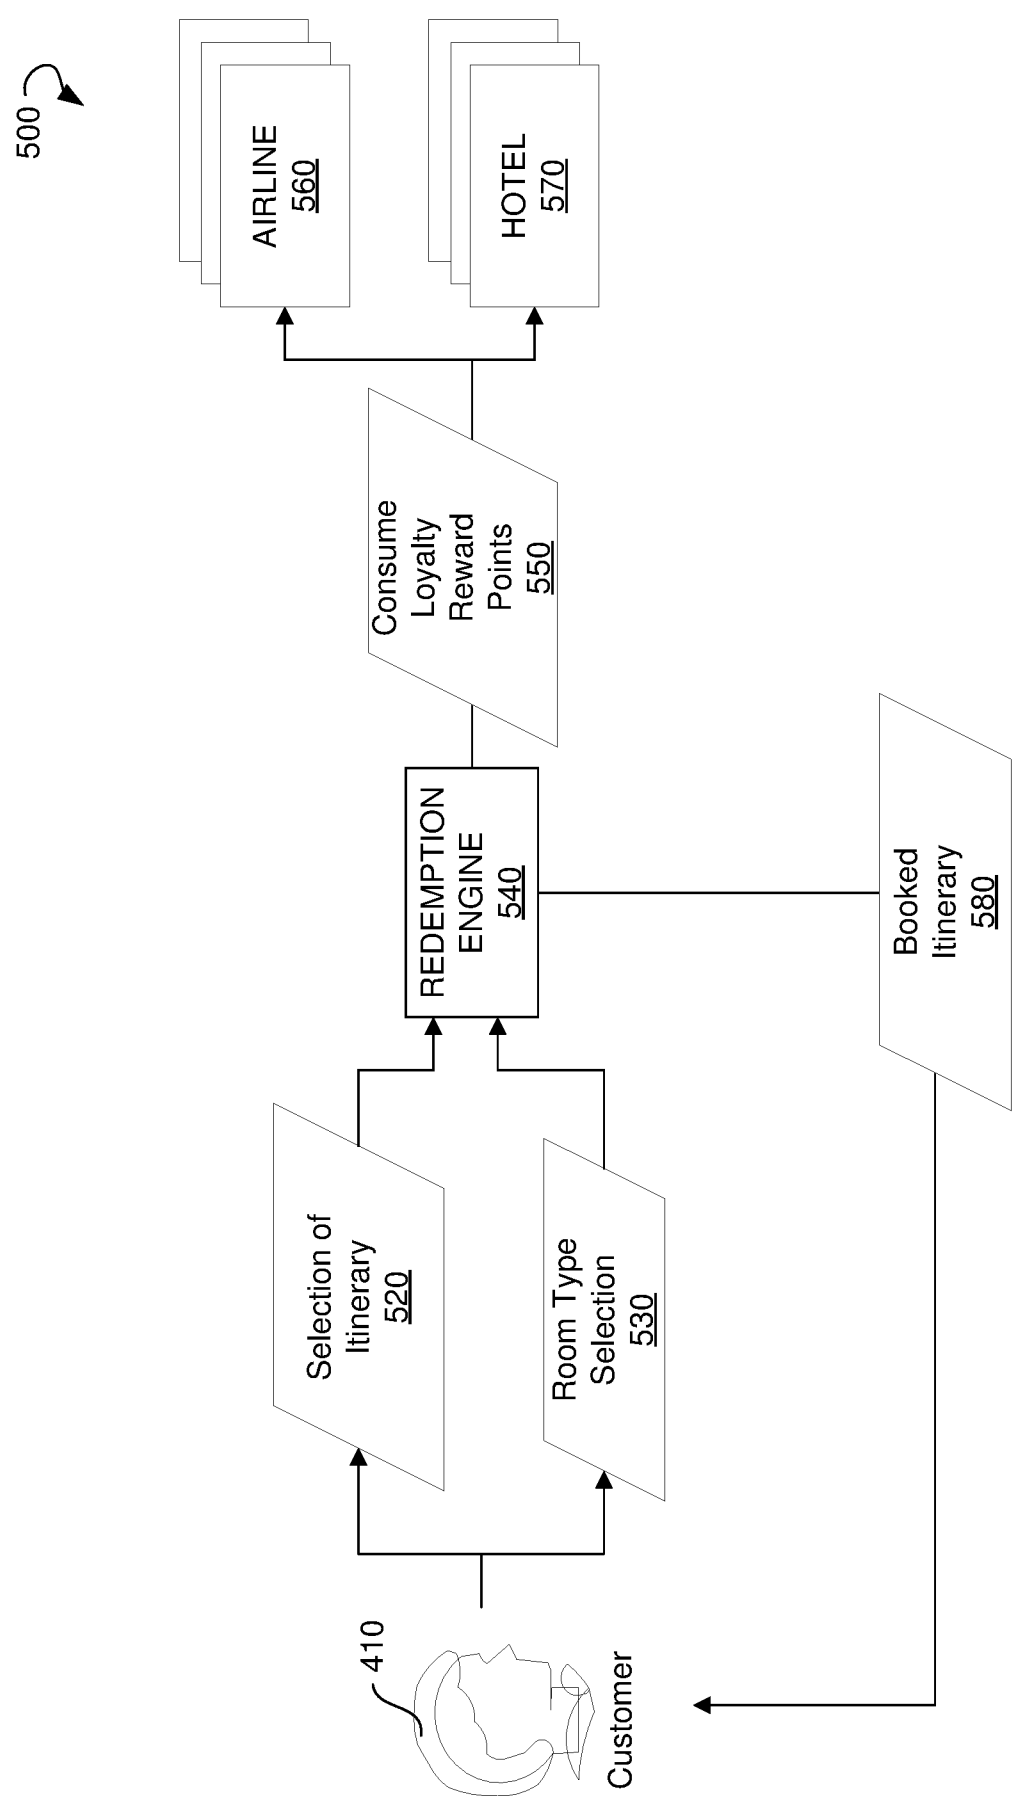 500
AIRLINE
560
HOTEL
570
Consume
Loyalty
Reward
Points
550
REDEMPTION
ENGINE
540
Booked
Itinerary
580
Selection of
Itinerary
520
Room Type
Selection
530
410
Customer